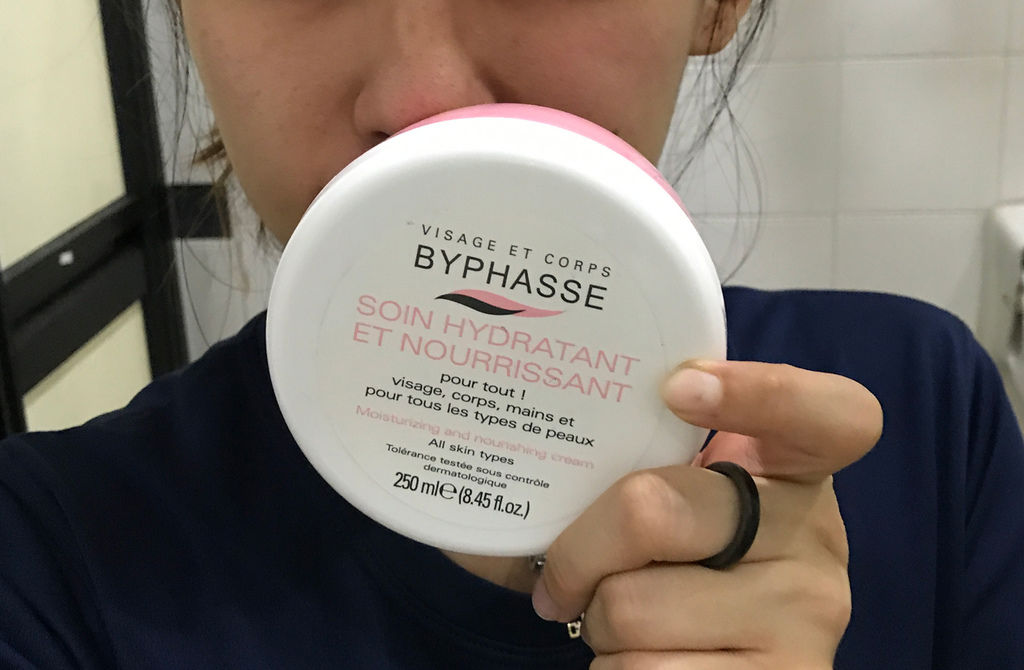 VISAGE ET CORPS
BYPHASSE
SOIN HYDRATANT
ET NOURRISSANT
pour tout !
visage, corps, mains et
pour tous les types de peaux
Moisturizing and nourishing cream
All skin types
Tolérance testée sous contrôle
dermatologique
250 ml℮ (8.45 fl.oz.)